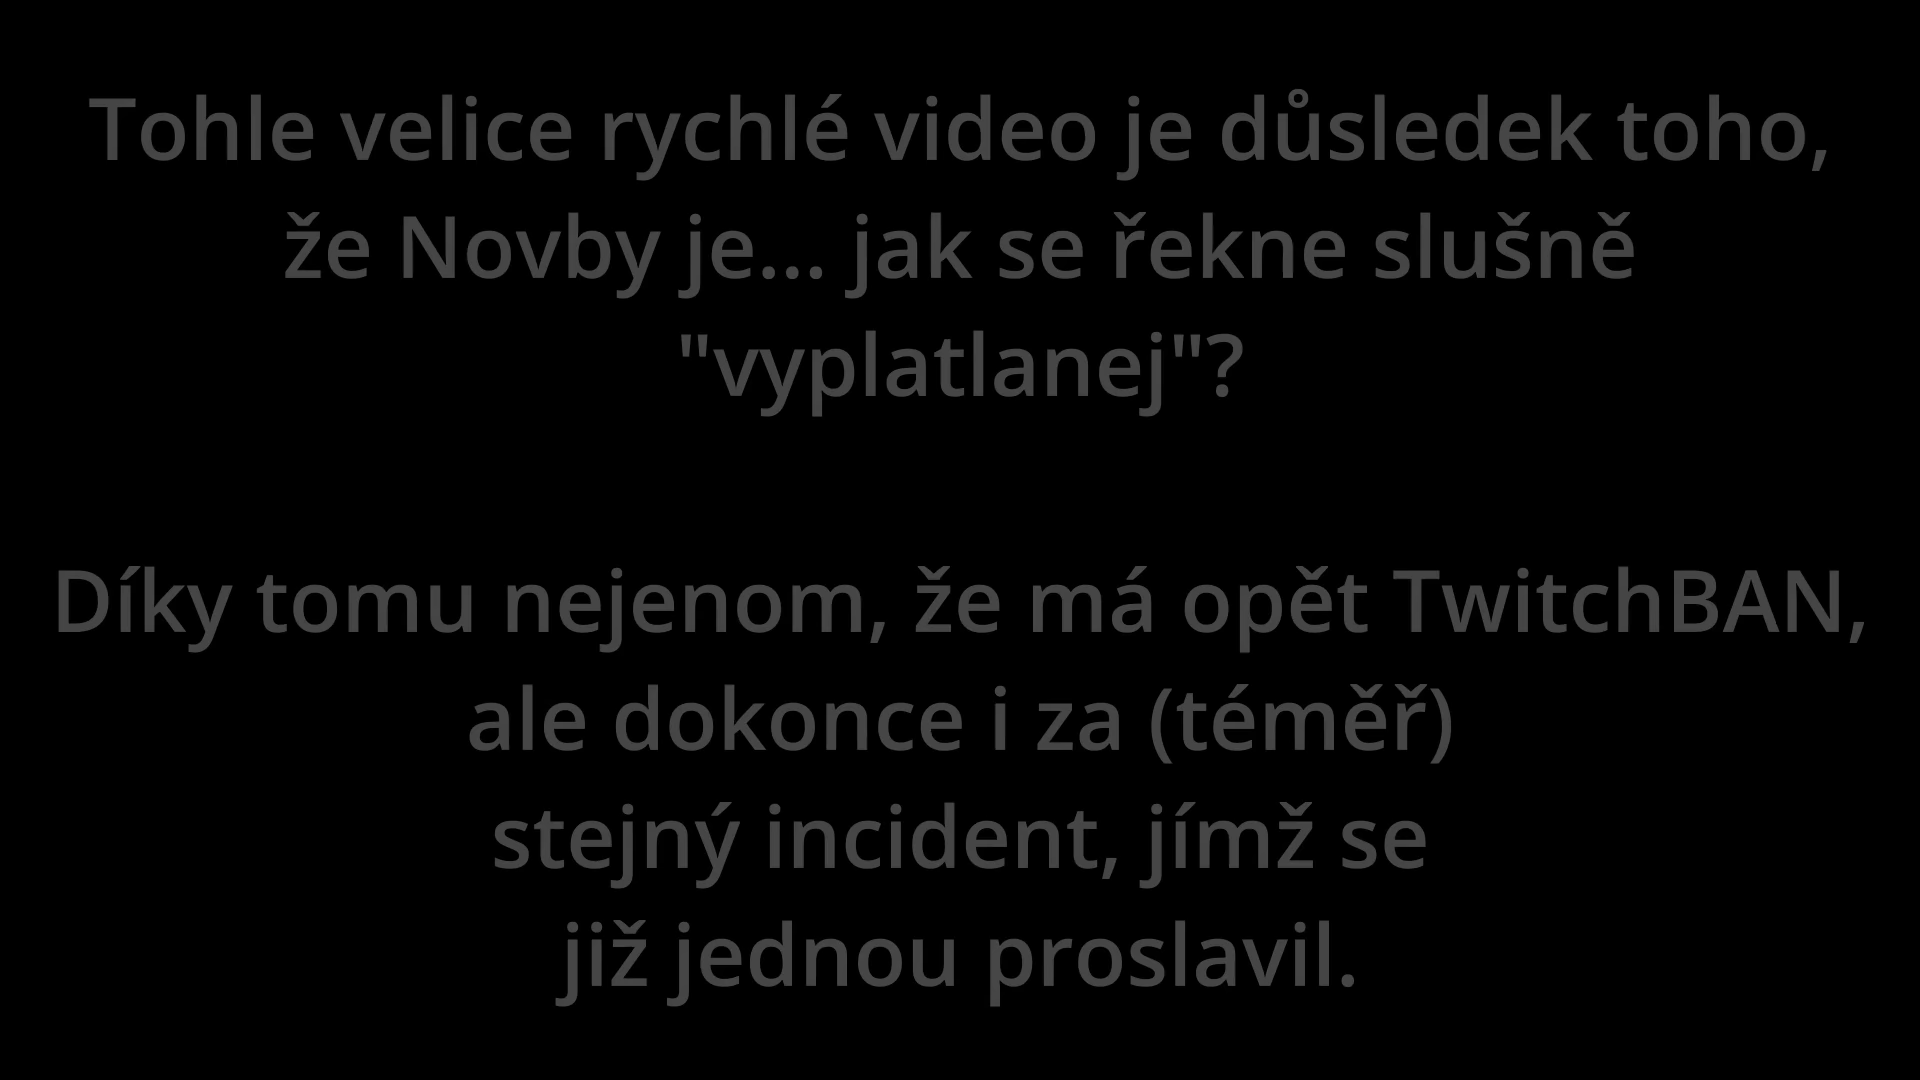 Tohle velice rychlé video je důsledek toho,
že Novby je... jak se řekne slušně
"vyplatlanej"?
Díky tomu nejenom, že má opět TwitchBAN,
ale dokonce i za (téměř)
stejný incident, jímž se
již jednou proslavil.